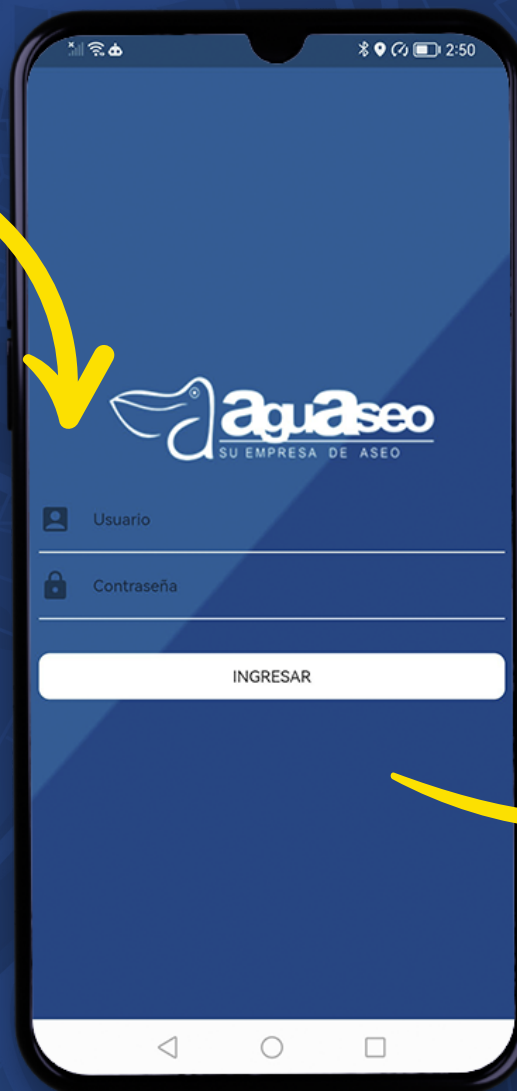 2:50
aguaseo
SU EMPRESA DE ASEO
Usuario
Contraseña
INGRESAR